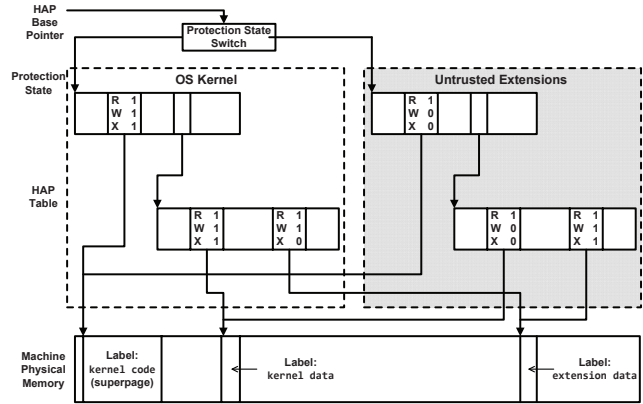 HAP
Base
Pointer
Protection State
Switch
Protection
State
OS Kernel
Untrusted Extensions
R 1
W 1
X 1
R 1
W 0
X 0
HAP
Table
R 1
W 1
X 1
R 1
W 1
X 0
R 1
W 0
X 0
R 1
W 1
X 1
Machine
Physical
Memory
Label:
kernel code
(superpage)
Label:
kernel data
Label:
extension data